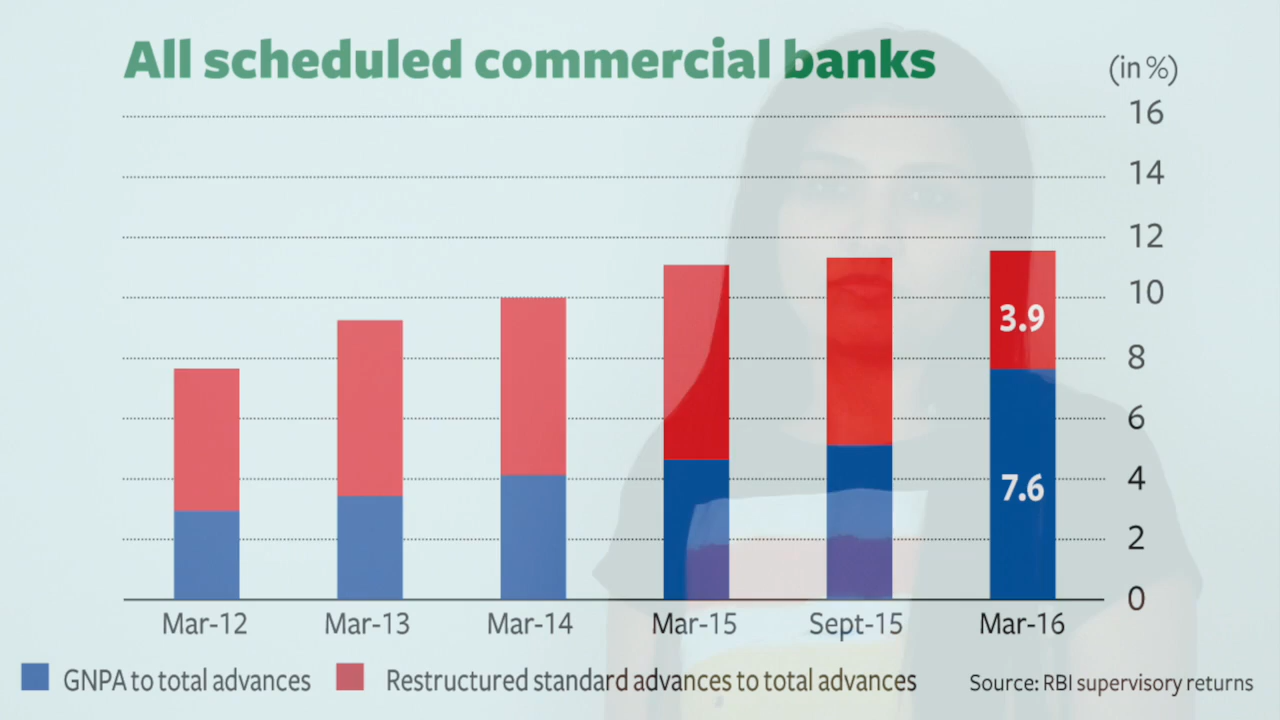 All scheduled commercial banks
(in %)
16
14
12
10
8
6
4
2
0
3.9
7.6
Mar-12 Mar-13 Mar-14 Mar-15 Sept-15 Mar-16
GNPA to total advances Restructured standard advances to total advances Source: RBI supervisory returns